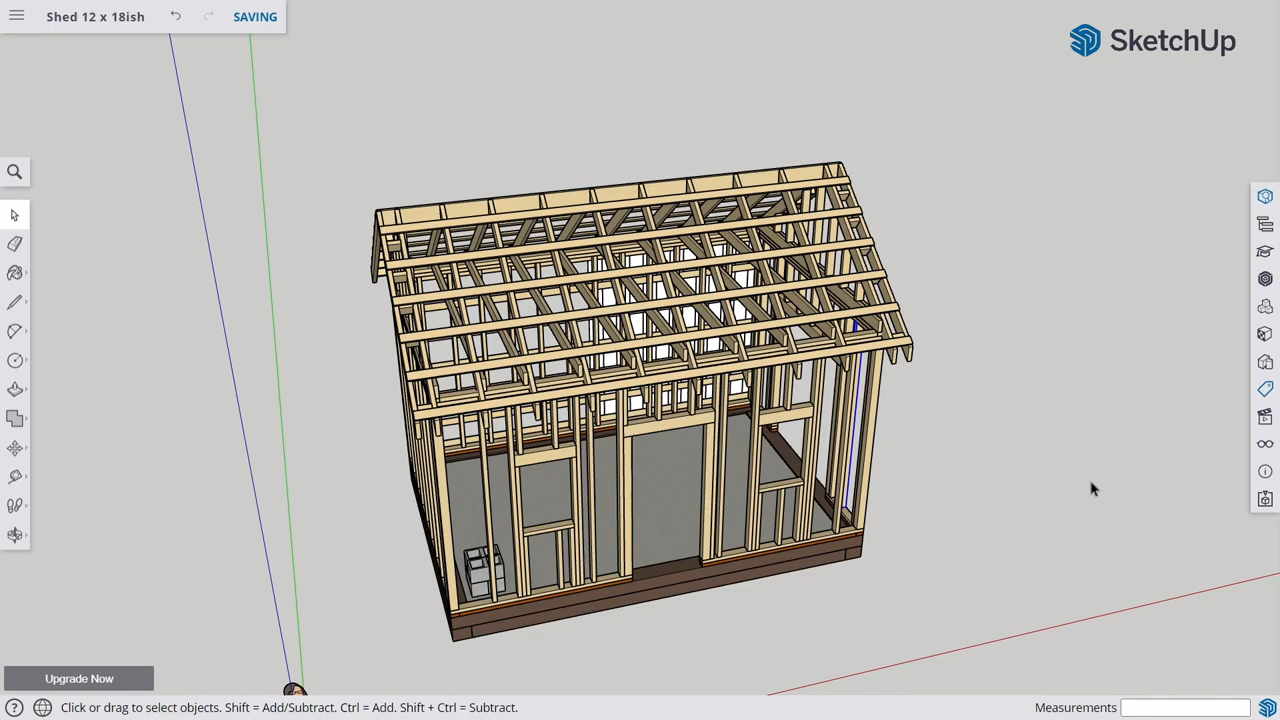 Shed 12 x 18ish
SAVING
SketchUp
Upgrade Now
Click or drag to select objects. Shift = Add/Subtract. Ctrl = Add. Shift + Ctrl = Subtract.
Measurements